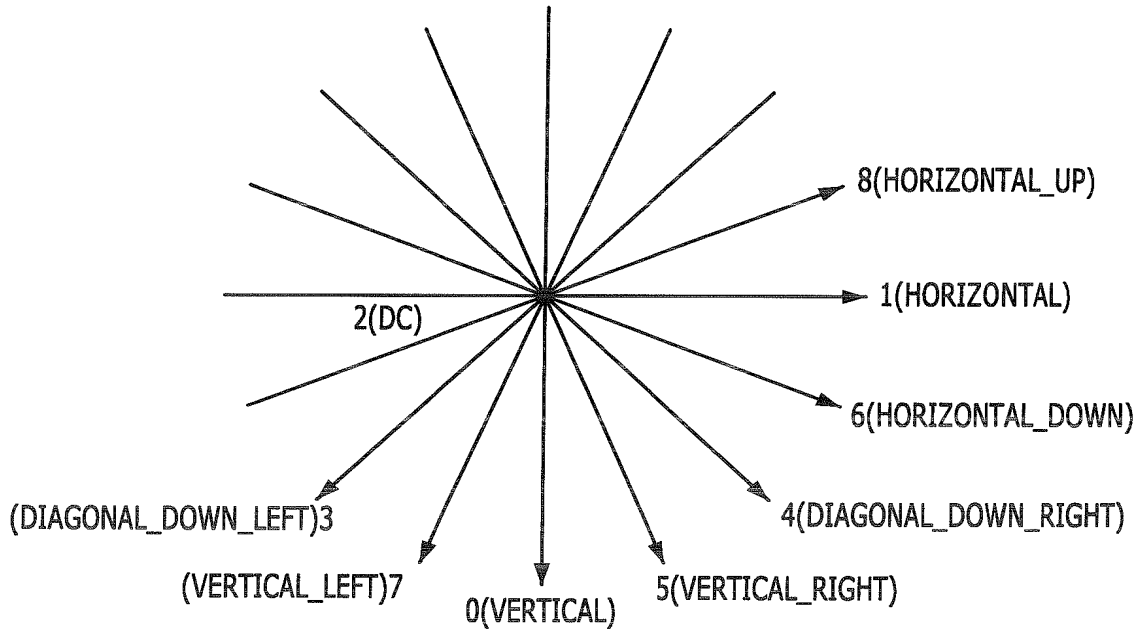 8(HORIZONTAL_UP)
1(HORIZONTAL)
2(DC)
6(HORIZONTAL_DOWN)
(DIAGONAL_DOWN_LEFT)3
4(DIAGONAL_DOWN_RIGHT)
(VERTICAL_LEFT)7
5(VERTICAL_RIGHT)
0(VERTICAL)